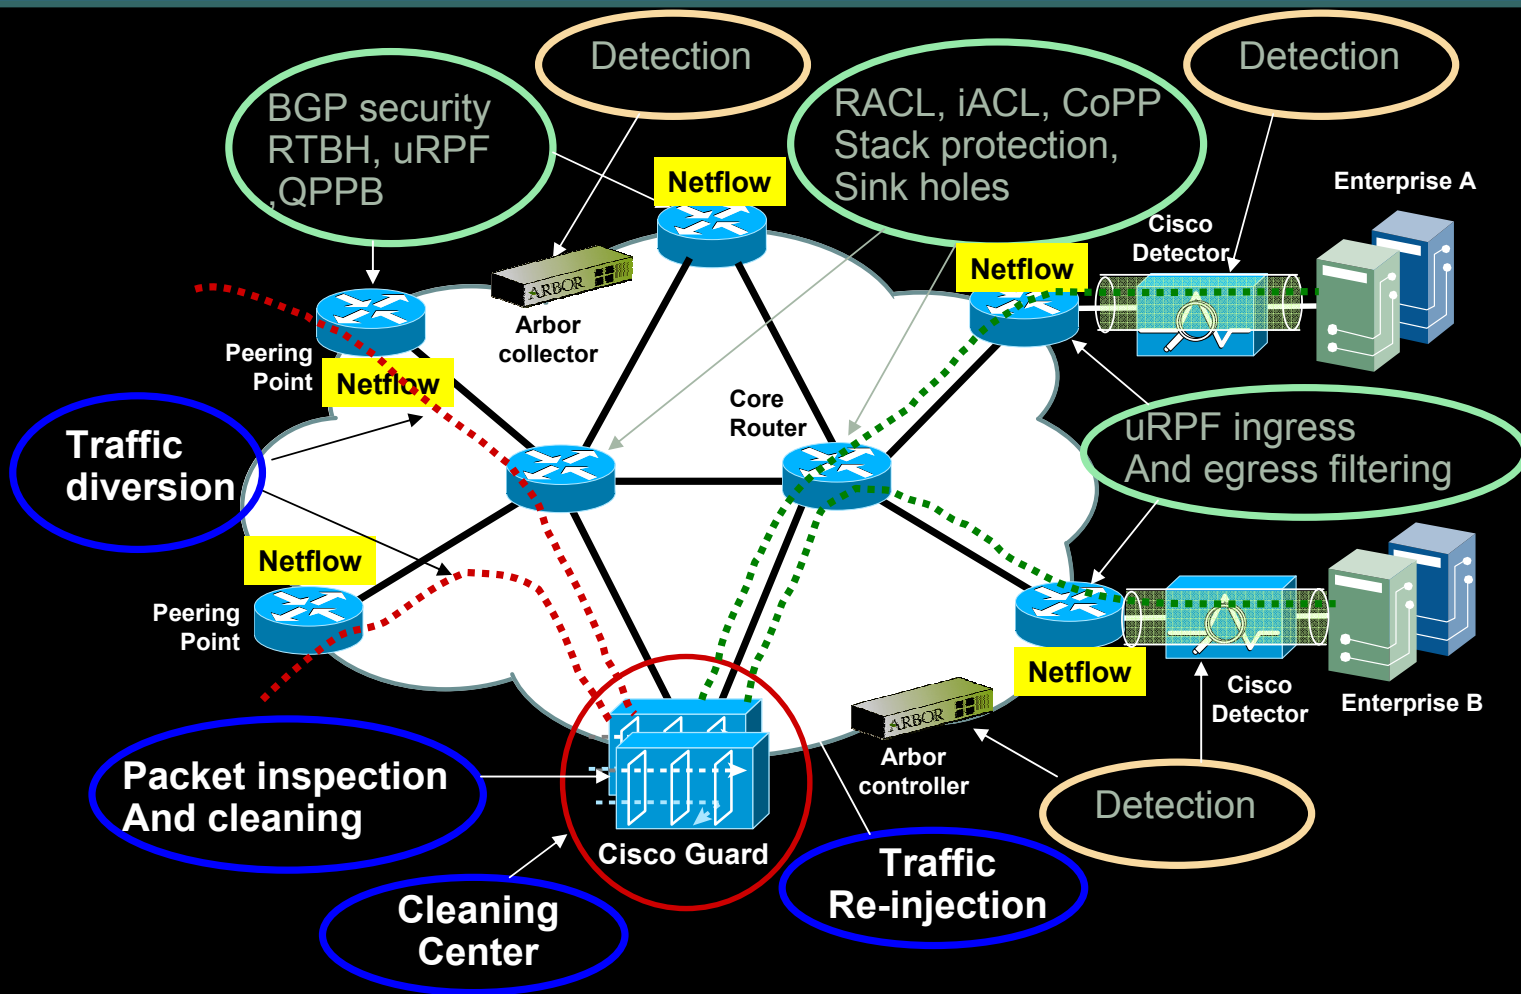 Detection
Detection
BGP security
RTBH, uRPF
,QPPB
RACL, iACL, CoPP
Stack protection,
Sink holes
Netflow
Enterprise A
Cisco
Detector
Netflow
ARBOR
Arbor
collector
Peering
Point
Netflow
Core
Router
Traffic
diversion
uRPF ingress
And egress filtering
Netflow
Peering
Point
Netflow
Cisco
Detector
Enterprise B
ARBOR
Arbor
controller
Packet inspection
And cleaning
Detection
Cisco Guard
Traffic
Re-injection
Cleaning
Center